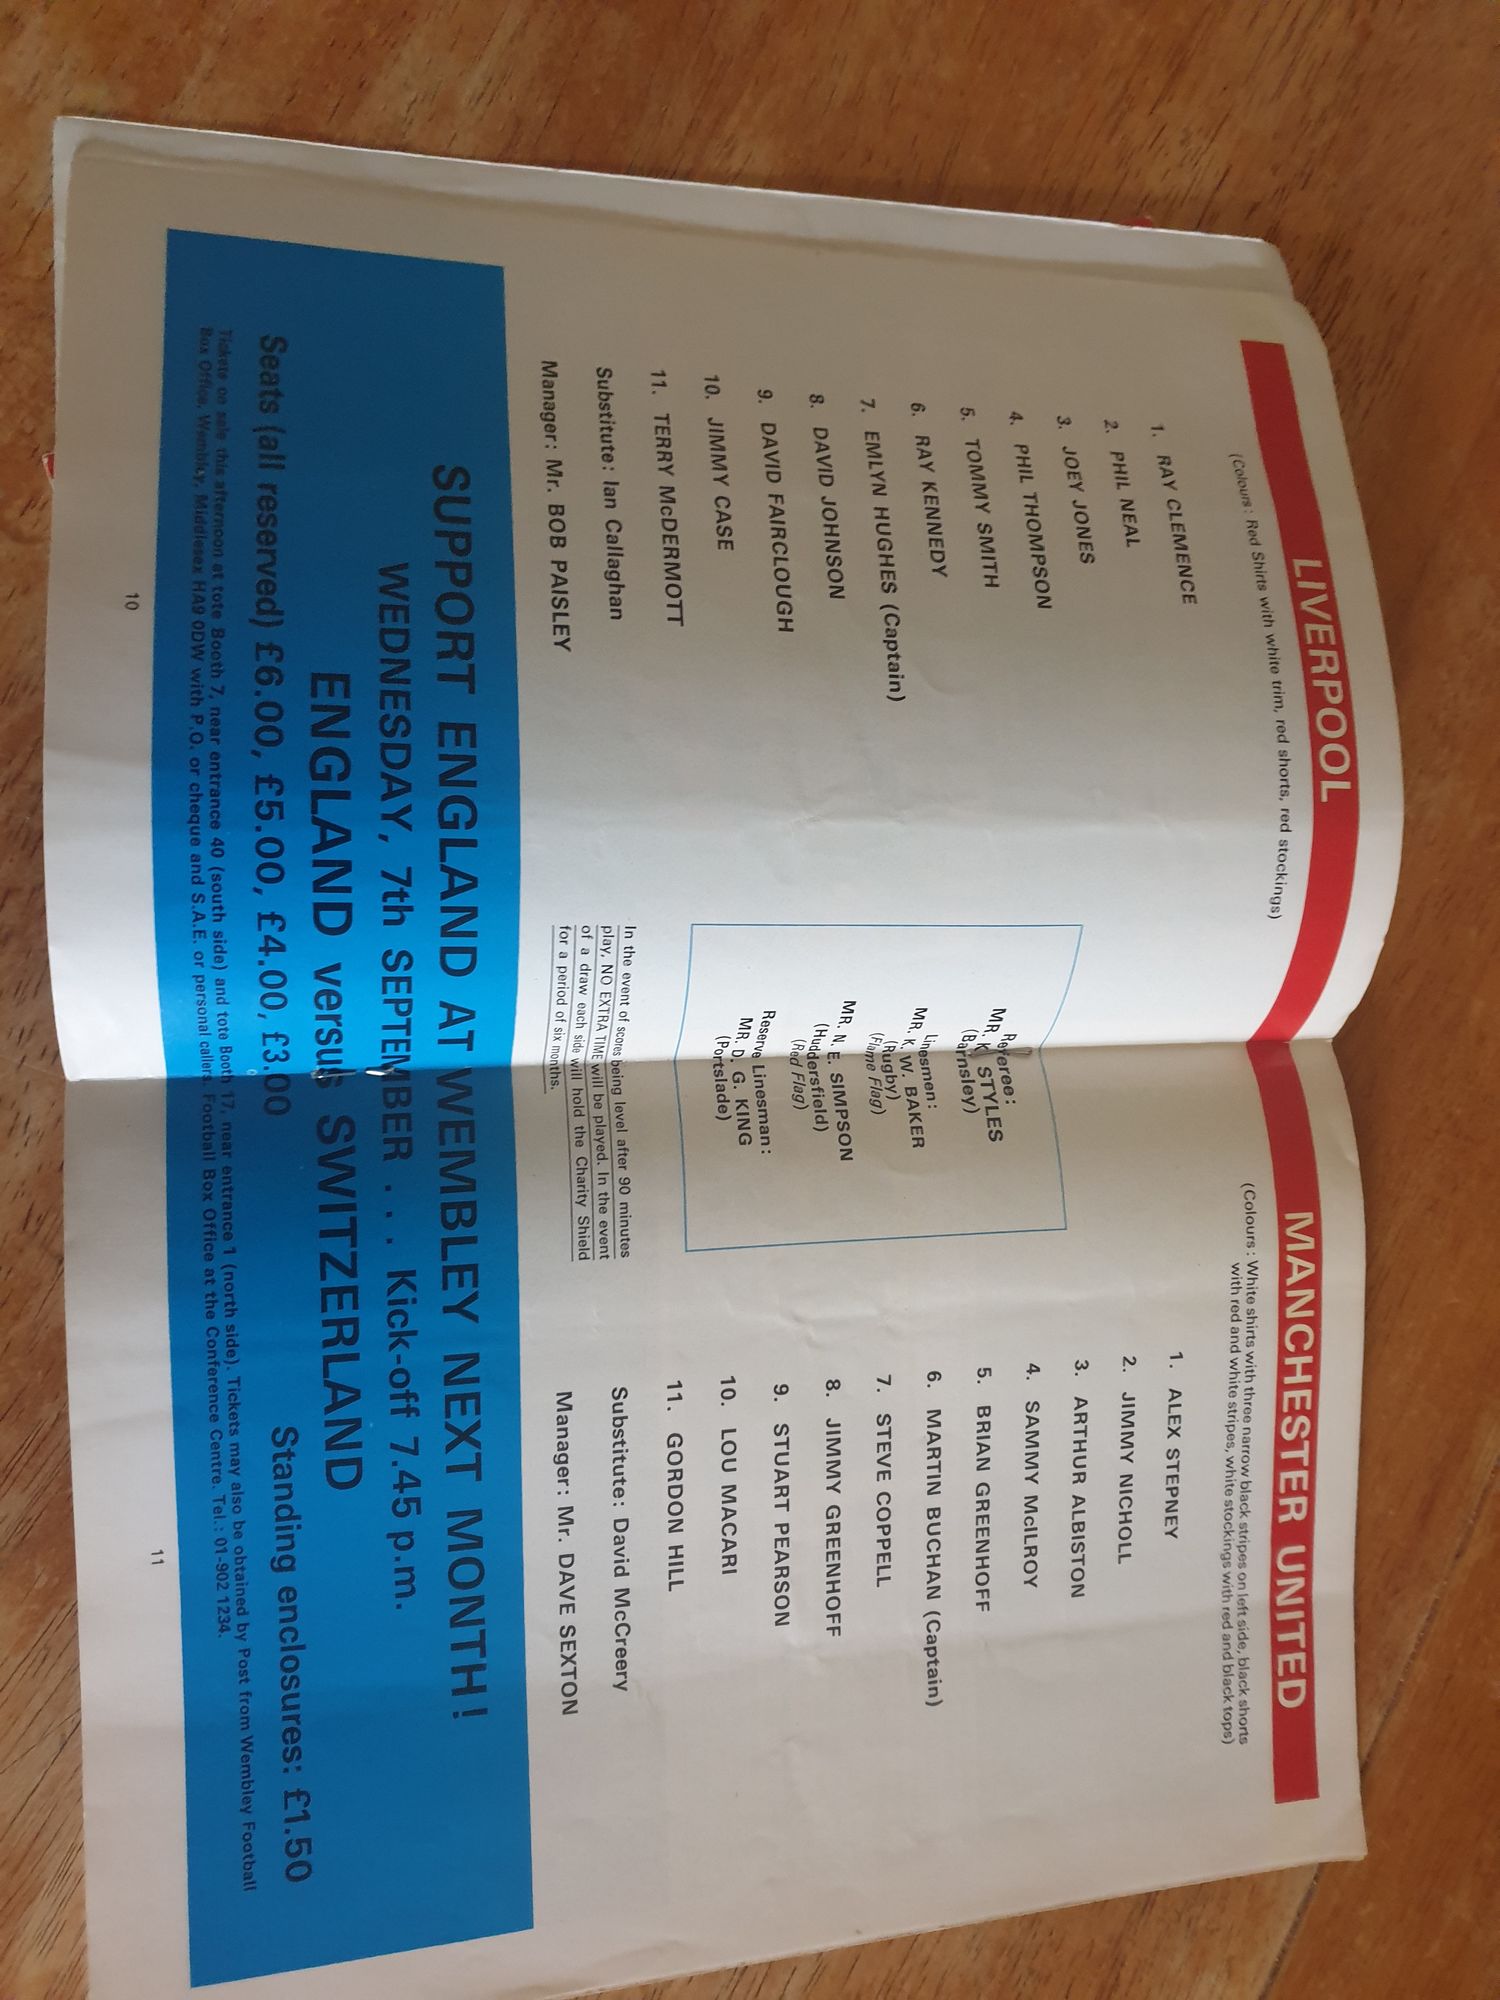 LIVERPOOL
(Colours: Red Shirts with white trim, red shorts, red stockings)
1. RAY CLEMENCE
2. PHIL NEAL
3. JOEY JONES
4. PHIL THOMPSON
5. TOMMY SMITH
6. RAY KENNEDY
7. EMLYN HUGHES (Captain)
8. DAVID JOHNSON
9. DAVID FAIRCLOUGH
10. JIMMY CASE
11. TERRY McDERMOTT
Substitute: Ian Callaghan
Manager: Mr. BOB PAISLEY
Referee:
MR. K. STYLES
(Barnsley)
Linesmen:
MR. K. W. BAKER
(Rugby)
(Flame Flag)
MR. N. E. SIMPSON
(Huddersfield)
(Red Flag)
Reserve Linesman:
MR. D. G. KING
(Portslade)
In the event of scores being level after 90 minutes
play, NO EXTRA TIME will be played. In the event
of a draw each side will hold the Charity Shield
for a period of six months.
MANCHESTER UNITED
(Colours: White shirts with three narrow black stripes on left side, black shorts
with red and white stripes, white stockings with red and black tops)
1. ALEX STEPNEY
2. JIMMY NICHOLL
3. ARTHUR ALBISTON
4. SAMMY McILROY
5. BRIAN GREENHOFF
6. MARTIN BUCHAN (Captain)
7. STEVE COPPELL
8. JIMMY GREENHOFF
9. STUART PEARSON
10. LOU MACARI
11. GORDON HILL
Substitute: David McCreery
Manager: Mr. DAVE SEXTON
SUPPORT ENGLAND AT WEMBLEY NEXT MONTH!
WEDNESDAY, 7th SEPTEMBER . . . Kick-off 7.45 p.m.
ENGLAND versus SWITZERLAND
Seats (all reserved) £6.00, £5.00, £4.00, £3.00 Standing enclosures: £1.50
Tickets on sale this afternoon at tote Booth 7, near entrance 40 (south side) and tote Booth 17, near entrance 1 (north side). Tickets may also be obtained by Post from Wembley Football
Box Office, Wembley, Middlesex HA9 0DW with P.O. or cheque and S.A.E. or personal callers. Football Box Office at the Conference Centre. Tel.: 01-902 1234.
10
11